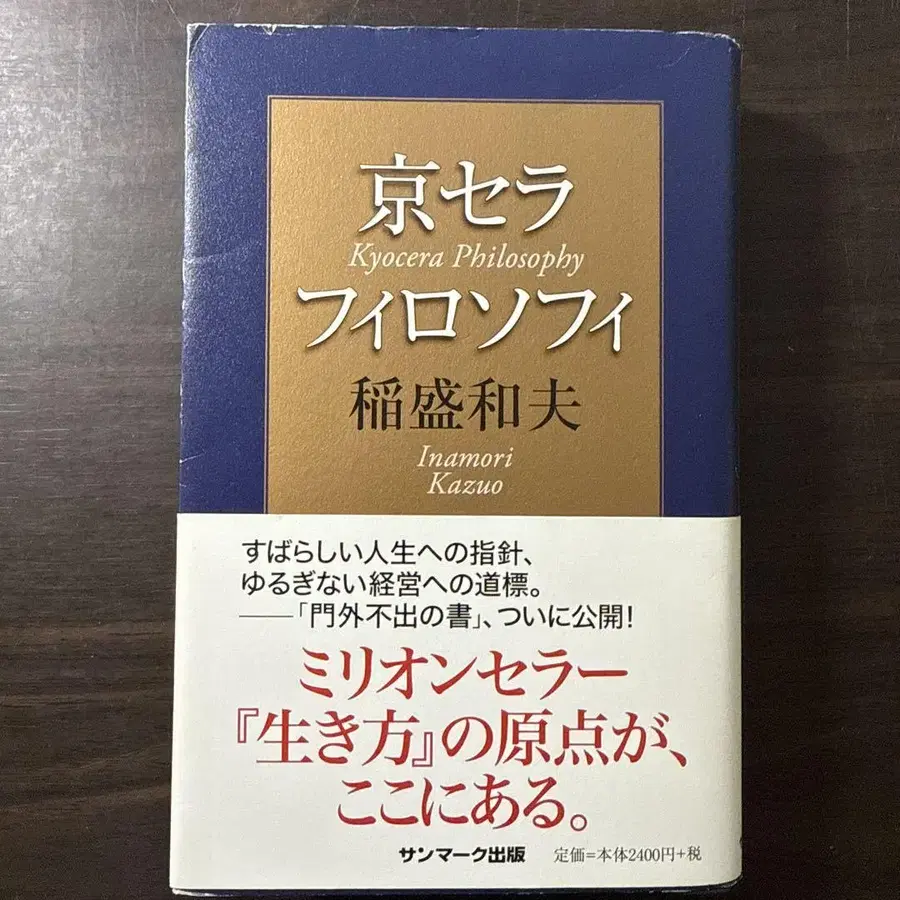 京セラ
Kyocera Philosophy
フィロソフィ
稲盛和夫
Inamori
Kazuo
すばらしい人生への指針、
ゆるぎない経営への道標。
――「門外不出の書」、ついに公開!
ミリオンセラー
『生き方』の原点が、
ここにある。
サンマーク出版 定価=本体2400円+税